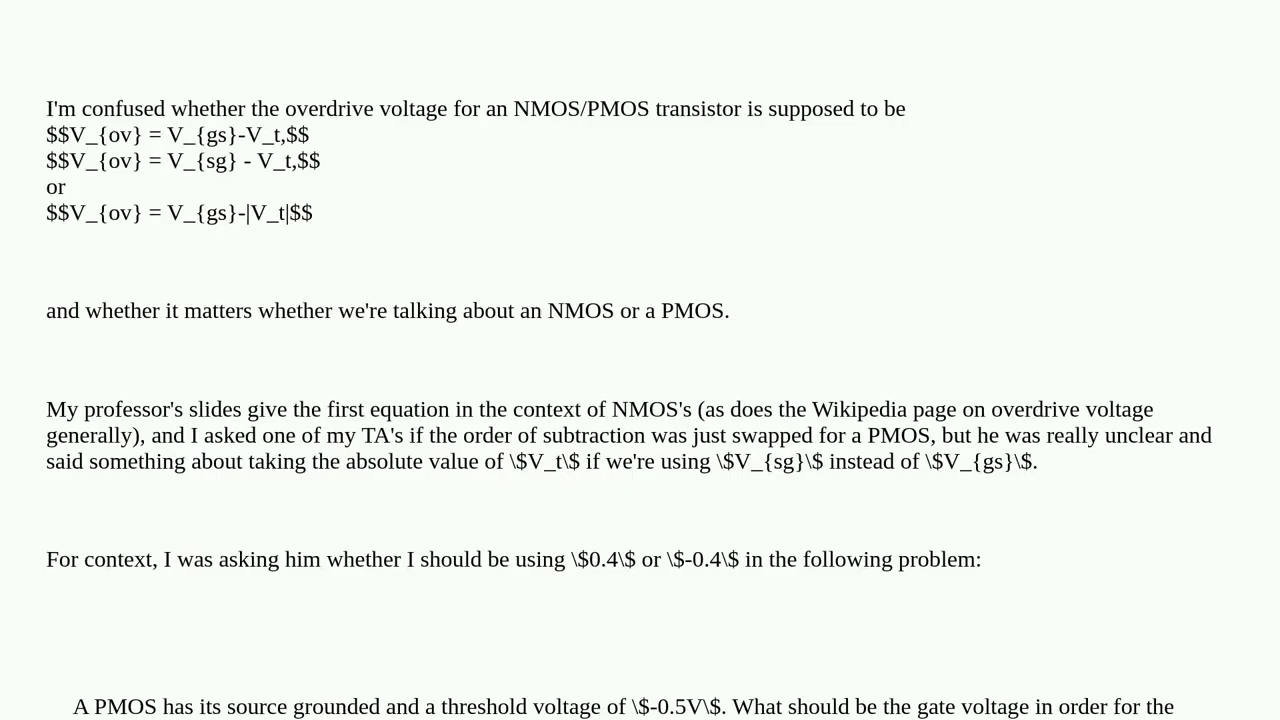 I'm confused whether the overdrive voltage for an NMOS/PMOS transistor is supposed to be
$$V_{ov} = V_{gs}-V_t,$$
$$V_{ov} = V_{sg} - V_t,$$
or
$$V_{ov} = V_{gs}-|V_t|$$
and whether it matters whether we're talking about an NMOS or a PMOS.
My professor's slides give the first equation in the context of NMOS's (as does the Wikipedia page on overdrive voltage
generally), and I asked one of my TA's if the order of subtraction was just swapped for a PMOS, but he was really unclear and
said something about taking the absolute value of \$V_t\$ if we're using \$V_{sg}\$ instead of \$V_{gs}\$.
For context, I was asking him whether I should be using \$0.4\$ or \$-0.4\$ in the following problem:
A PMOS has its source grounded and a threshold voltage of \$-0.5V\$. What should be the gate voltage in order for the